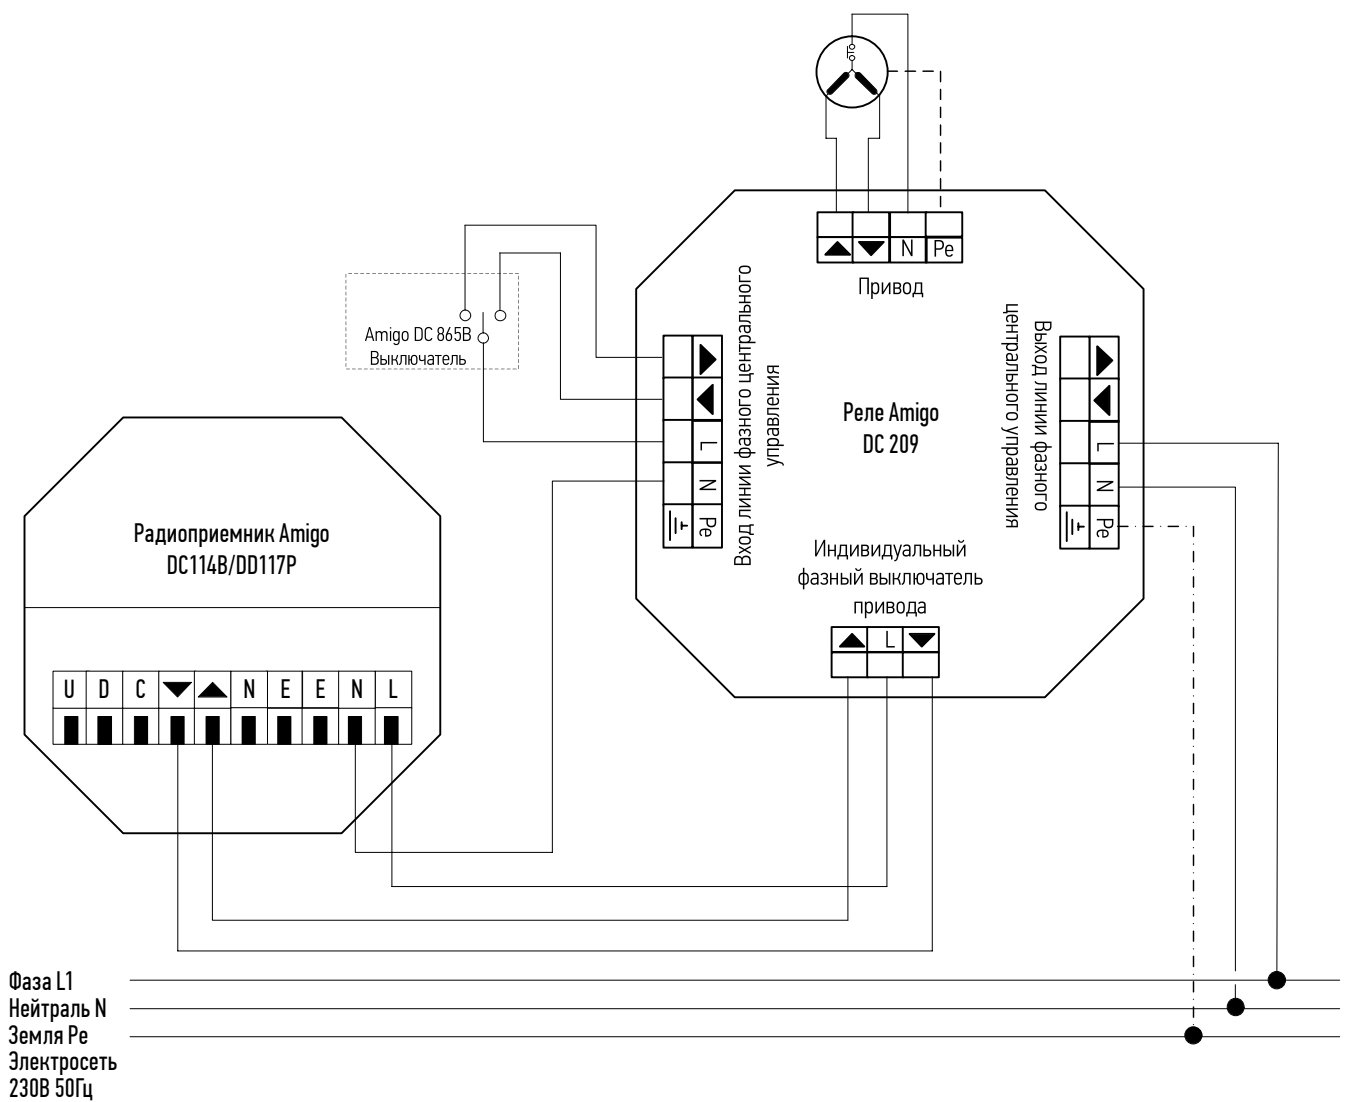 N
Pe
Привод
Amigo DC 865B
Выключатель
L
N
Pe
Вход линии фазного центрального
управления
Реле Amigo
DC 209
Выход линии фазного
центрального управления
L
N
Pe
Индивидуальный
фазный выключатель
привода
L
Радиоприемник Amigo
DC114B/DD117P
U D C N E E N L
Фаза L1
Нейтраль N
Земля Pe
Электросеть
230В 50Гц